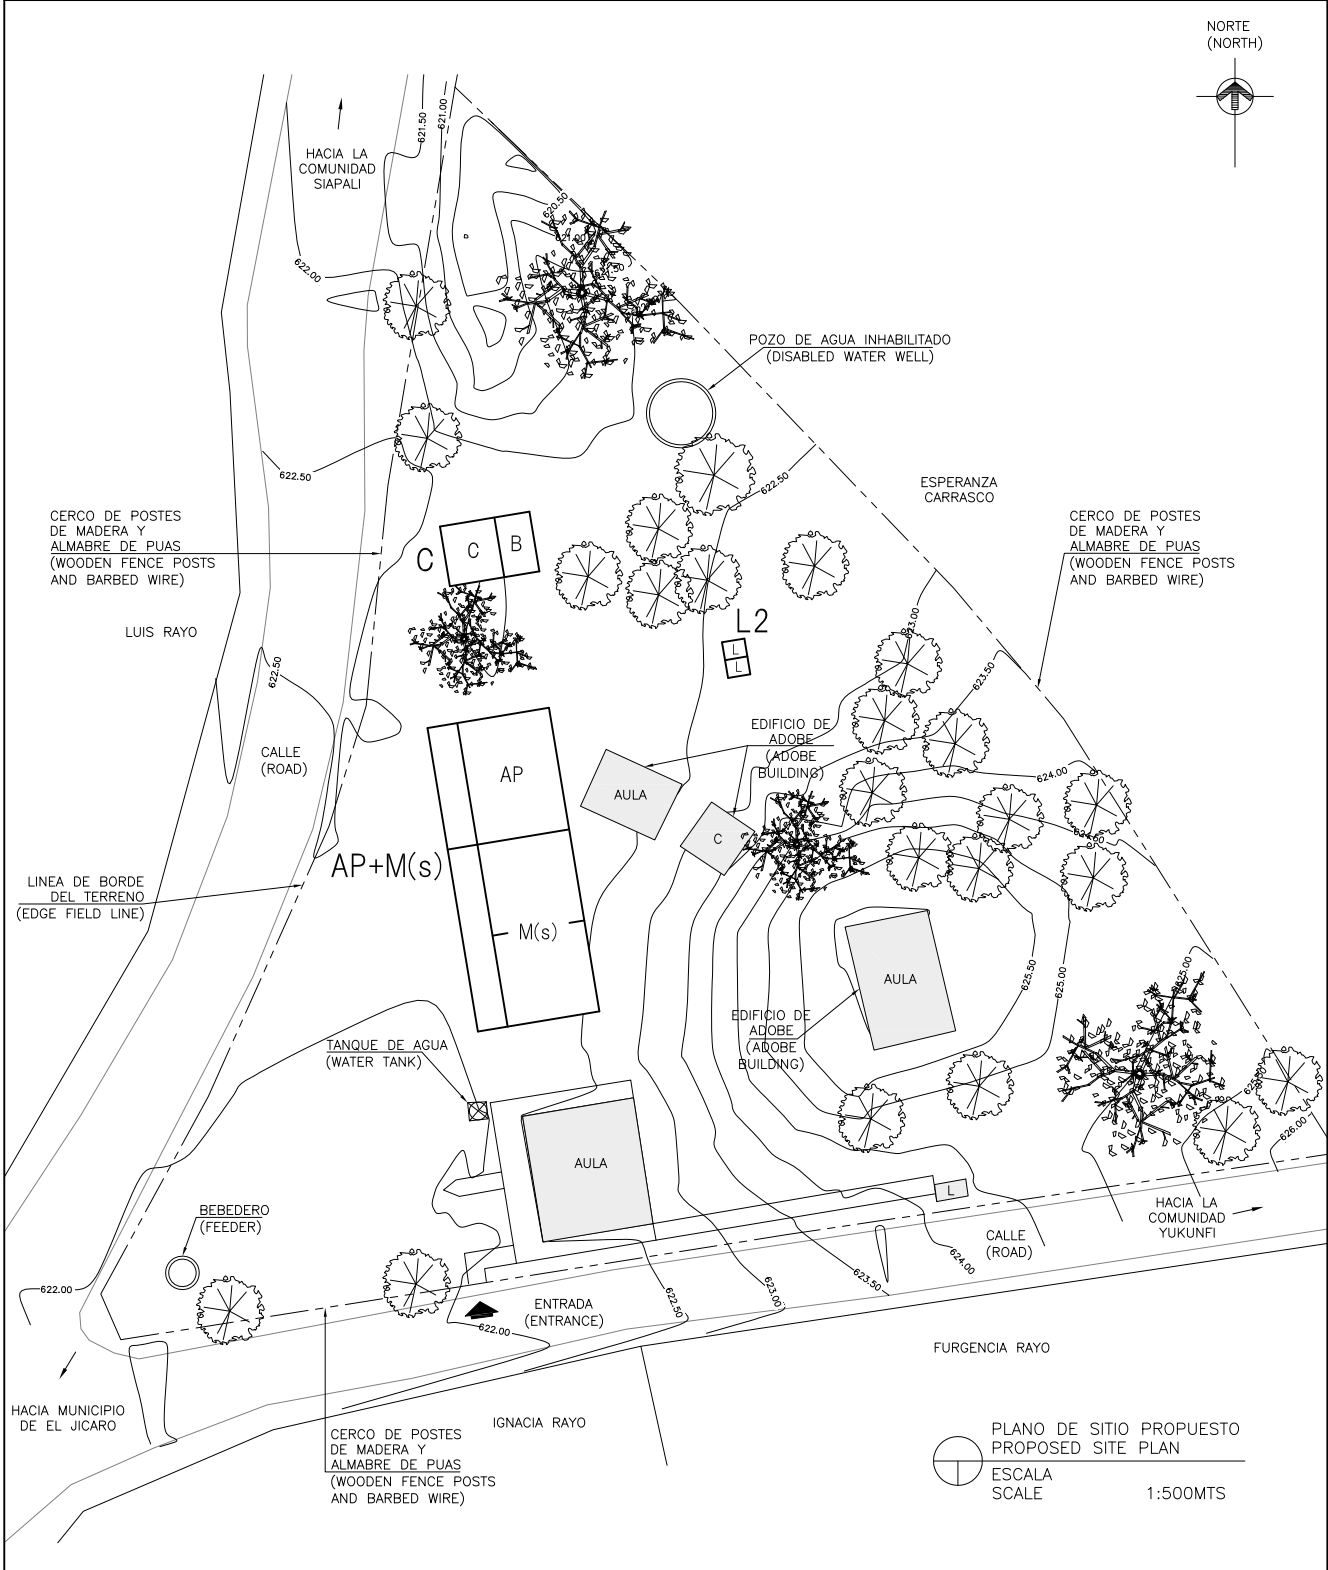 NORTE
(NORTH)
621.00
621.50
HACIA LA
COMUNIDAD
SIAPALI
620.50
621.00
622.00
POZO DE AGUA INHABILITADO
(DISABLED WATER WELL)
622.50
622.50
ESPERANZA
CARRASCO
CERCO DE POSTES
DE MADERA Y
ALMABRE DE PUAS
(WOODEN FENCE POSTS
AND BARBED WIRE)
CERCO DE POSTES
DE MADERA Y
ALMABRE DE PUAS
(WOODEN FENCE POSTS
AND BARBED WIRE)
C
C
B
LUIS RAYO
L2
L
L
623.00
622.50
623.50
EDIFICIO DE
ADOBE
(ADOBE
BUILDING)
CALLE
(ROAD)
AP
AULA
624.00
C
AP+M(s)
LINEA DE BORDE
DEL TERRENO
(EDGE FIELD LINE)
M(s)
AULA
625.50
625.00
625.00
EDIFICIO DE
ADOBE
(ADOBE
BUILDING)
TANQUE DE AGUA
(WATER TANK)
626.00
AULA
L
BEBEDERO
(FEEDER)
HACIA LA
COMUNIDAD
YUKUNFI
CALLE
(ROAD)
624.00
623.50
623.00
622.50
622.00
622.00
ENTRADA
(ENTRANCE)
FURGENCIA RAYO
HACIA MUNICIPIO
DE EL JICARO
IGNACIA RAYO
CERCO DE POSTES
DE MADERA Y
ALMABRE DE PUAS
(WOODEN FENCE POSTS
AND BARBED WIRE)
PLANO DE SITIO PROPUESTO
PROPOSED SITE PLAN
ESCALA
SCALE 1:500MTS